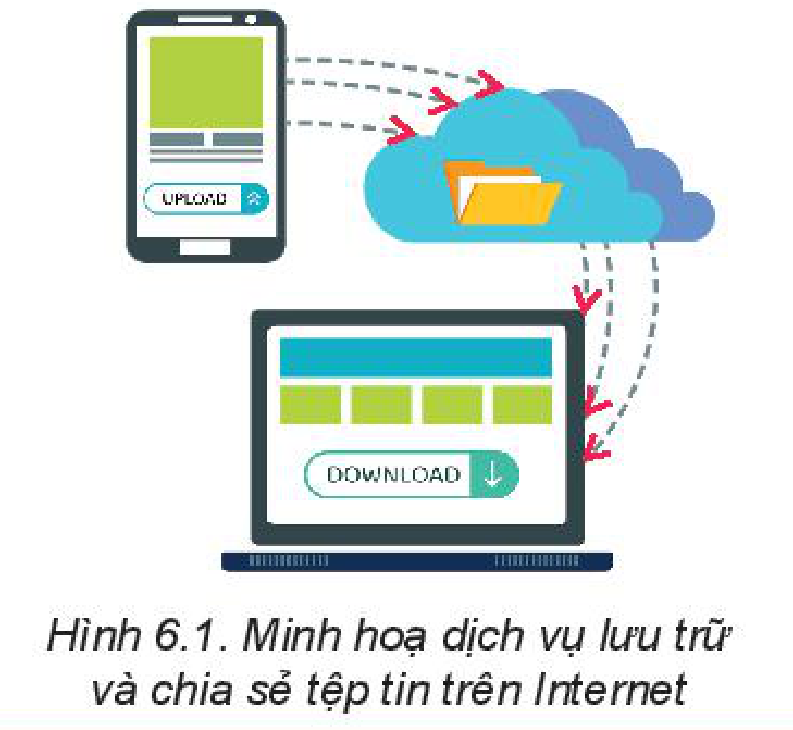 UPLOAD
DOWNLOAD
Hình 6.1. Minh hoạ dịch vụ lưu trữ
và chia sẻ tệp tin trên Internet